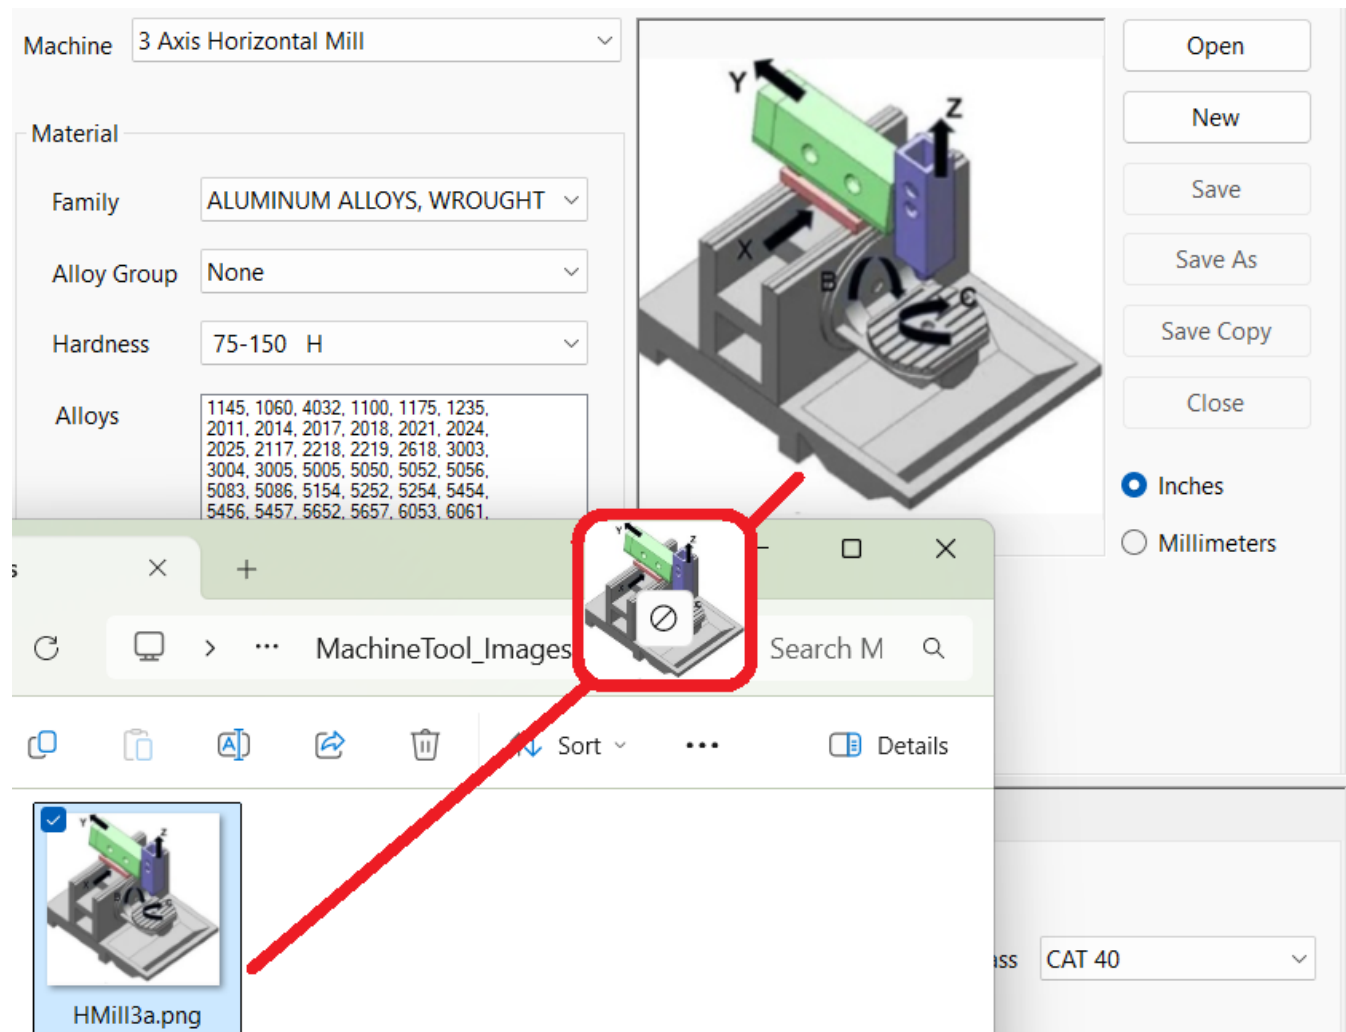 Machine
3 Axis Horizontal Mill
Open
New
Save
Save As
Save Copy
Close
Inches
Millimeters
Material
Family
ALUMINUM ALLOYS, WROUGHT
Alloy Group
None
Hardness
75-150 H
Alloys
1145, 1060, 4032, 1100, 1175, 1235,
2011, 2014, 2017, 2018, 2021, 2024,
2025, 2117, 2218, 2219, 2618, 3003,
3004, 3005, 5005, 5050, 5052, 5056,
5083, 5086, 5154, 5252, 5254, 5454,
5456, 5457, 5652, 5657, 6053, 6061,
Y
Z
X
B
C
s
MachineTool_Images
Search M
Y
Z
X
Sort
Details
Y
Z
X
B
C
HMill3a.png
ass
CAT 40